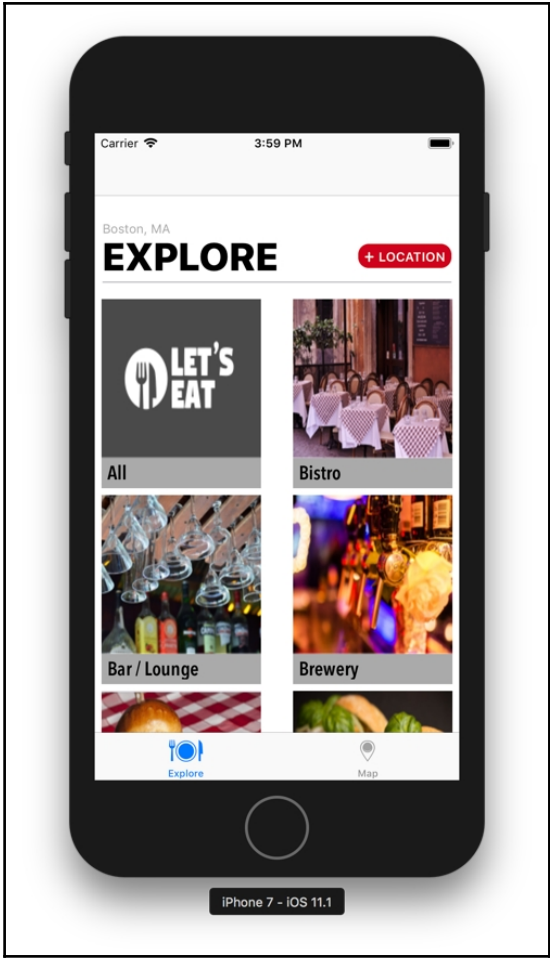 Carrier 3:59 PM
Boston, MA
EXPLORE
+ LOCATION
LET'S
EAT
All
Bistro
Bar / Lounge
Brewery
Explore
Map
iPhone 7 - iOS 11.1